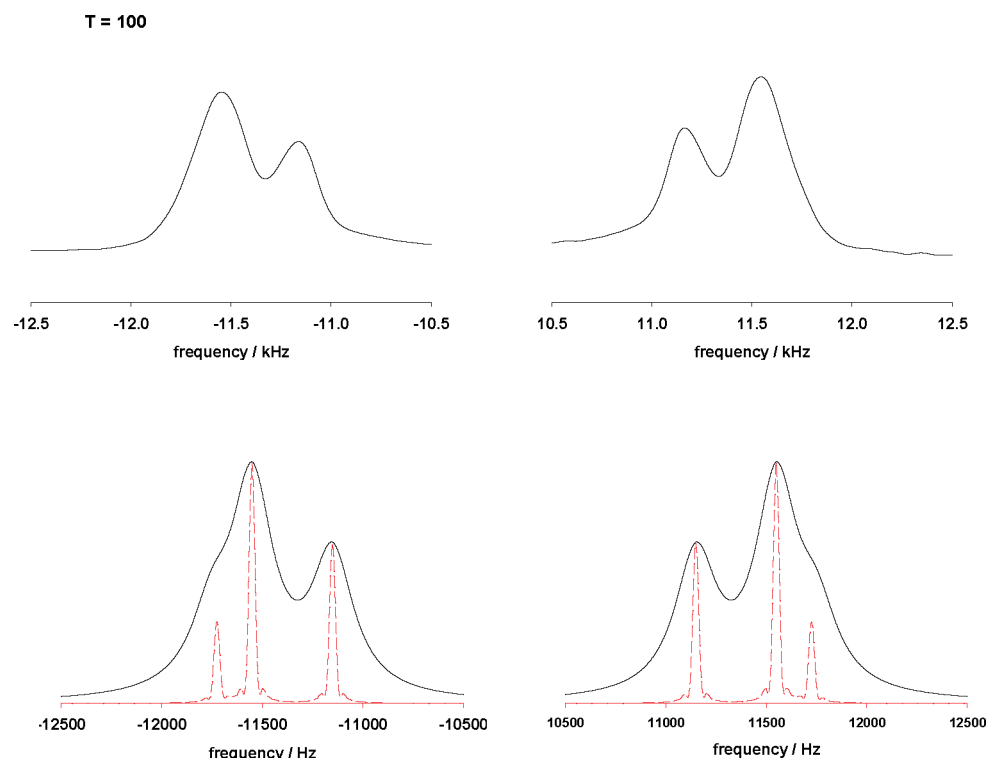 T = 100
-12.5 -12.0 -11.5 -11.0 -10.5
frequency / kHz
10.5 11.0 11.5 12.0 12.5
frequency / kHz
-12500 -12000 -11500 -11000 -10500
frequency / Hz
10500 11000 11500 12000 12500
frequency / Hz